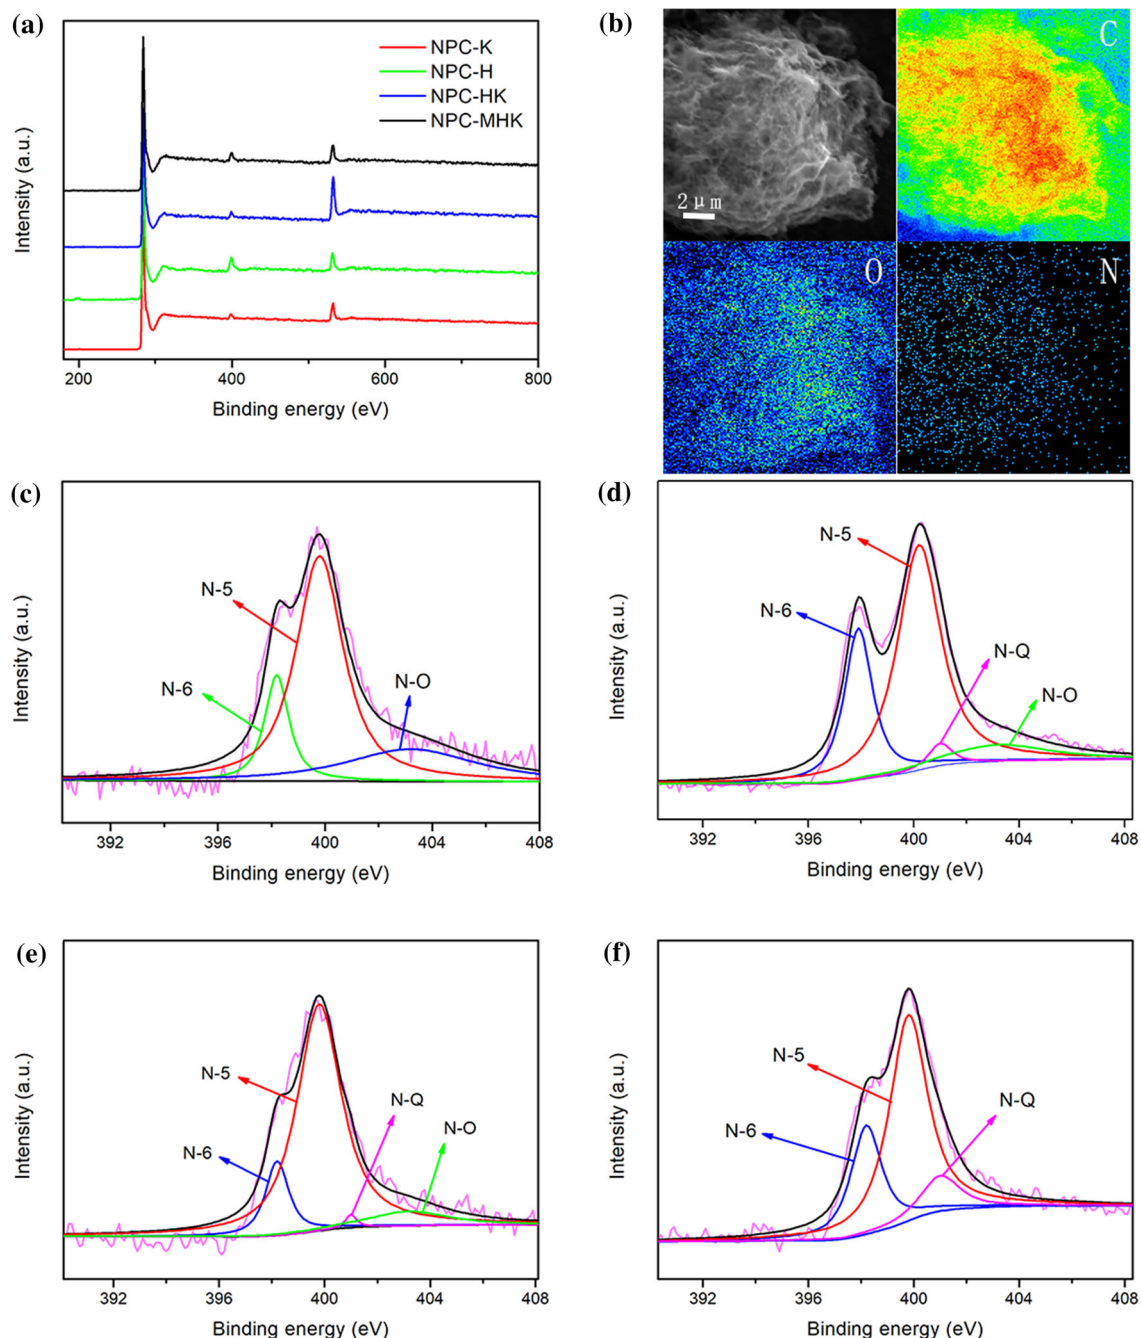 (a)
NPC-K
NPC-H
NPC-HK
NPC-MHK
Intensity (a.u.)
200 400 600 800
Binding energy (eV)
(b)
C
2 μm
O
N
(c)
N-5
N-6
N-O
Intensity (a.u.)
392 396 400 404 408
Binding energy (eV)
(d)
N-5
N-6
N-Q
N-O
Intensity (a.u.)
392 396 400 404 408
Binding energy (eV)
(e)
N-5
N-Q
N-O
N-6
Intensity (a.u.)
392 396 400 404 408
Binding energy (eV)
(f)
N-5
N-Q
N-6
Intensity (a.u.)
392 396 400 404 408
Binding energy (eV)